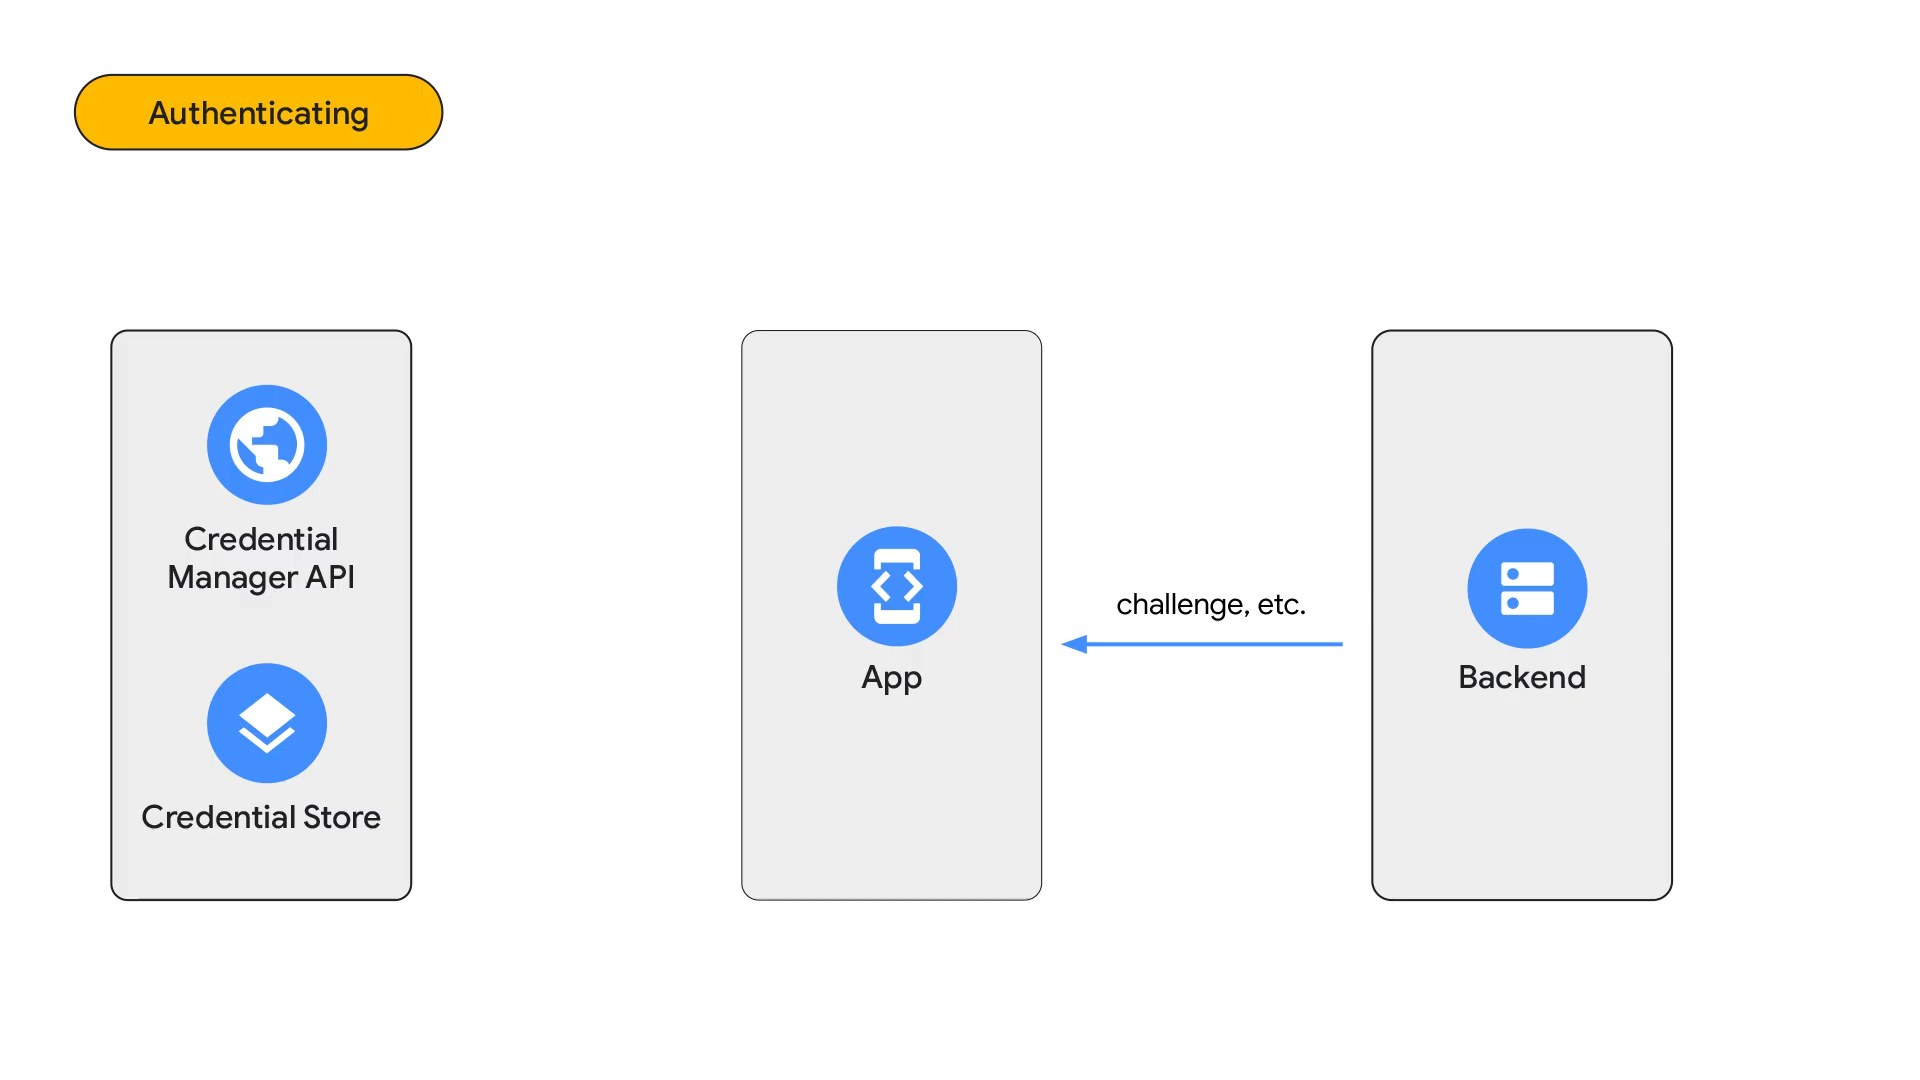 Authenticating
Credential
Manager API
Credential Store
App
challenge, etc.
Backend